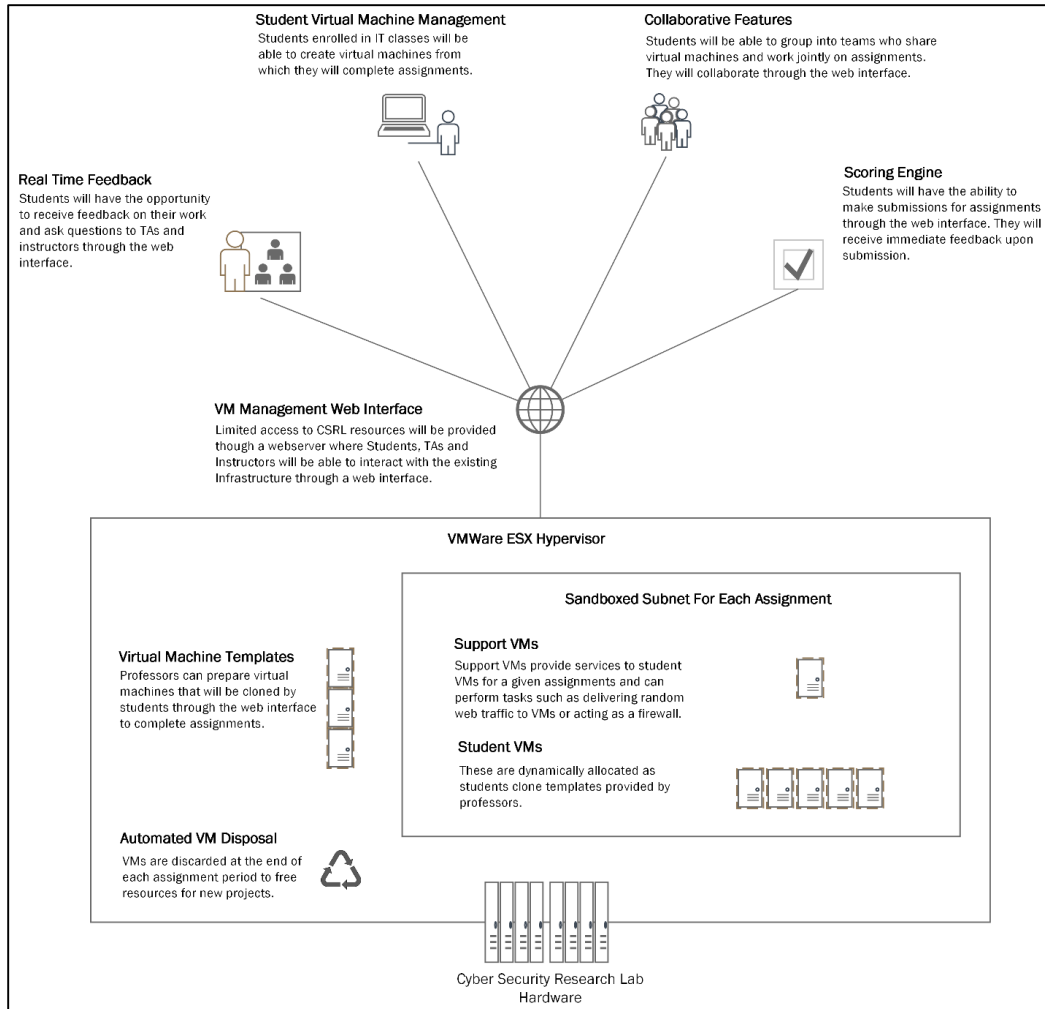 Student Virtual Machine Management
Students enrolled in IT classes will be
able to create virtual machines from
which they will complete assignments.
Collaborative Features
Students will be able to group into teams who share
virtual machines and work jointly on assignments.
They will collaborate through the web interface.
Real Time Feedback
Students will have the opportunity
to receive feedback on their work
and ask questions to TAs and
instructors through the web
interface.
Scoring Engine
Students will have the ability to
make submissions for assignments
through the web interface. They will
receive immediate feedback upon
submission.
VM Management Web Interface
Limited access to CSRL resources will be provided
though a webserver where Students, TAs and
Instructors will be able to interact with the existing
Infrastructure through a web interface.
VMWare ESX Hypervisor
Sandboxed Subnet For Each Assignment
Virtual Machine Templates
Professors can prepare virtual
machines that will be cloned by
students through the web interface
to complete assignments.
Support VMs
Support VMs provide services to student
VMs for a given assignments and can
perform tasks such as delivering random
web traffic to VMs or acting as a firewall.
Student VMs
These are dynamically allocated as
students clone templates provided by
professors.
Automated VM Disposal
VMs are discarded at the end of
each assignment period to free
resources for new projects.
Cyber Security Research Lab
Hardware